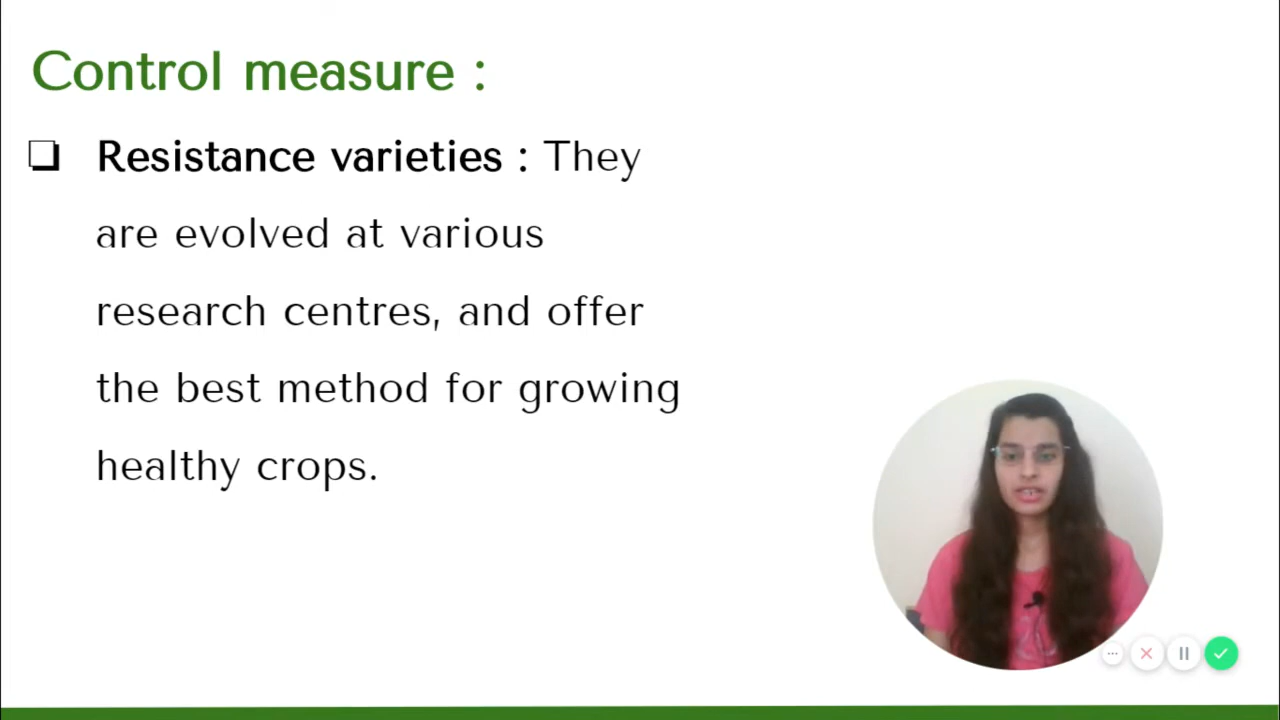 Control measure :
Resistance varieties : They
are evolved at various
research centres, and offer
the best method for growing
healthy crops.